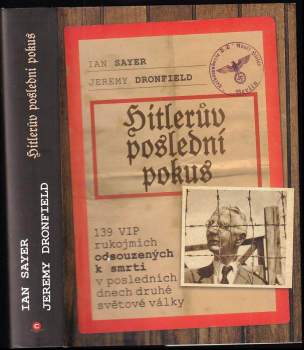 Hitlerův poslední pokus
IAN SAYER
JEREMY DRONFIELD
IAN SAYER
JEREMY DRONFIELD
Hitlerův
poslední
pokus
139 VIP
rukojmích
odsouzených
k smrti
v posledních
dnech druhé
světové války